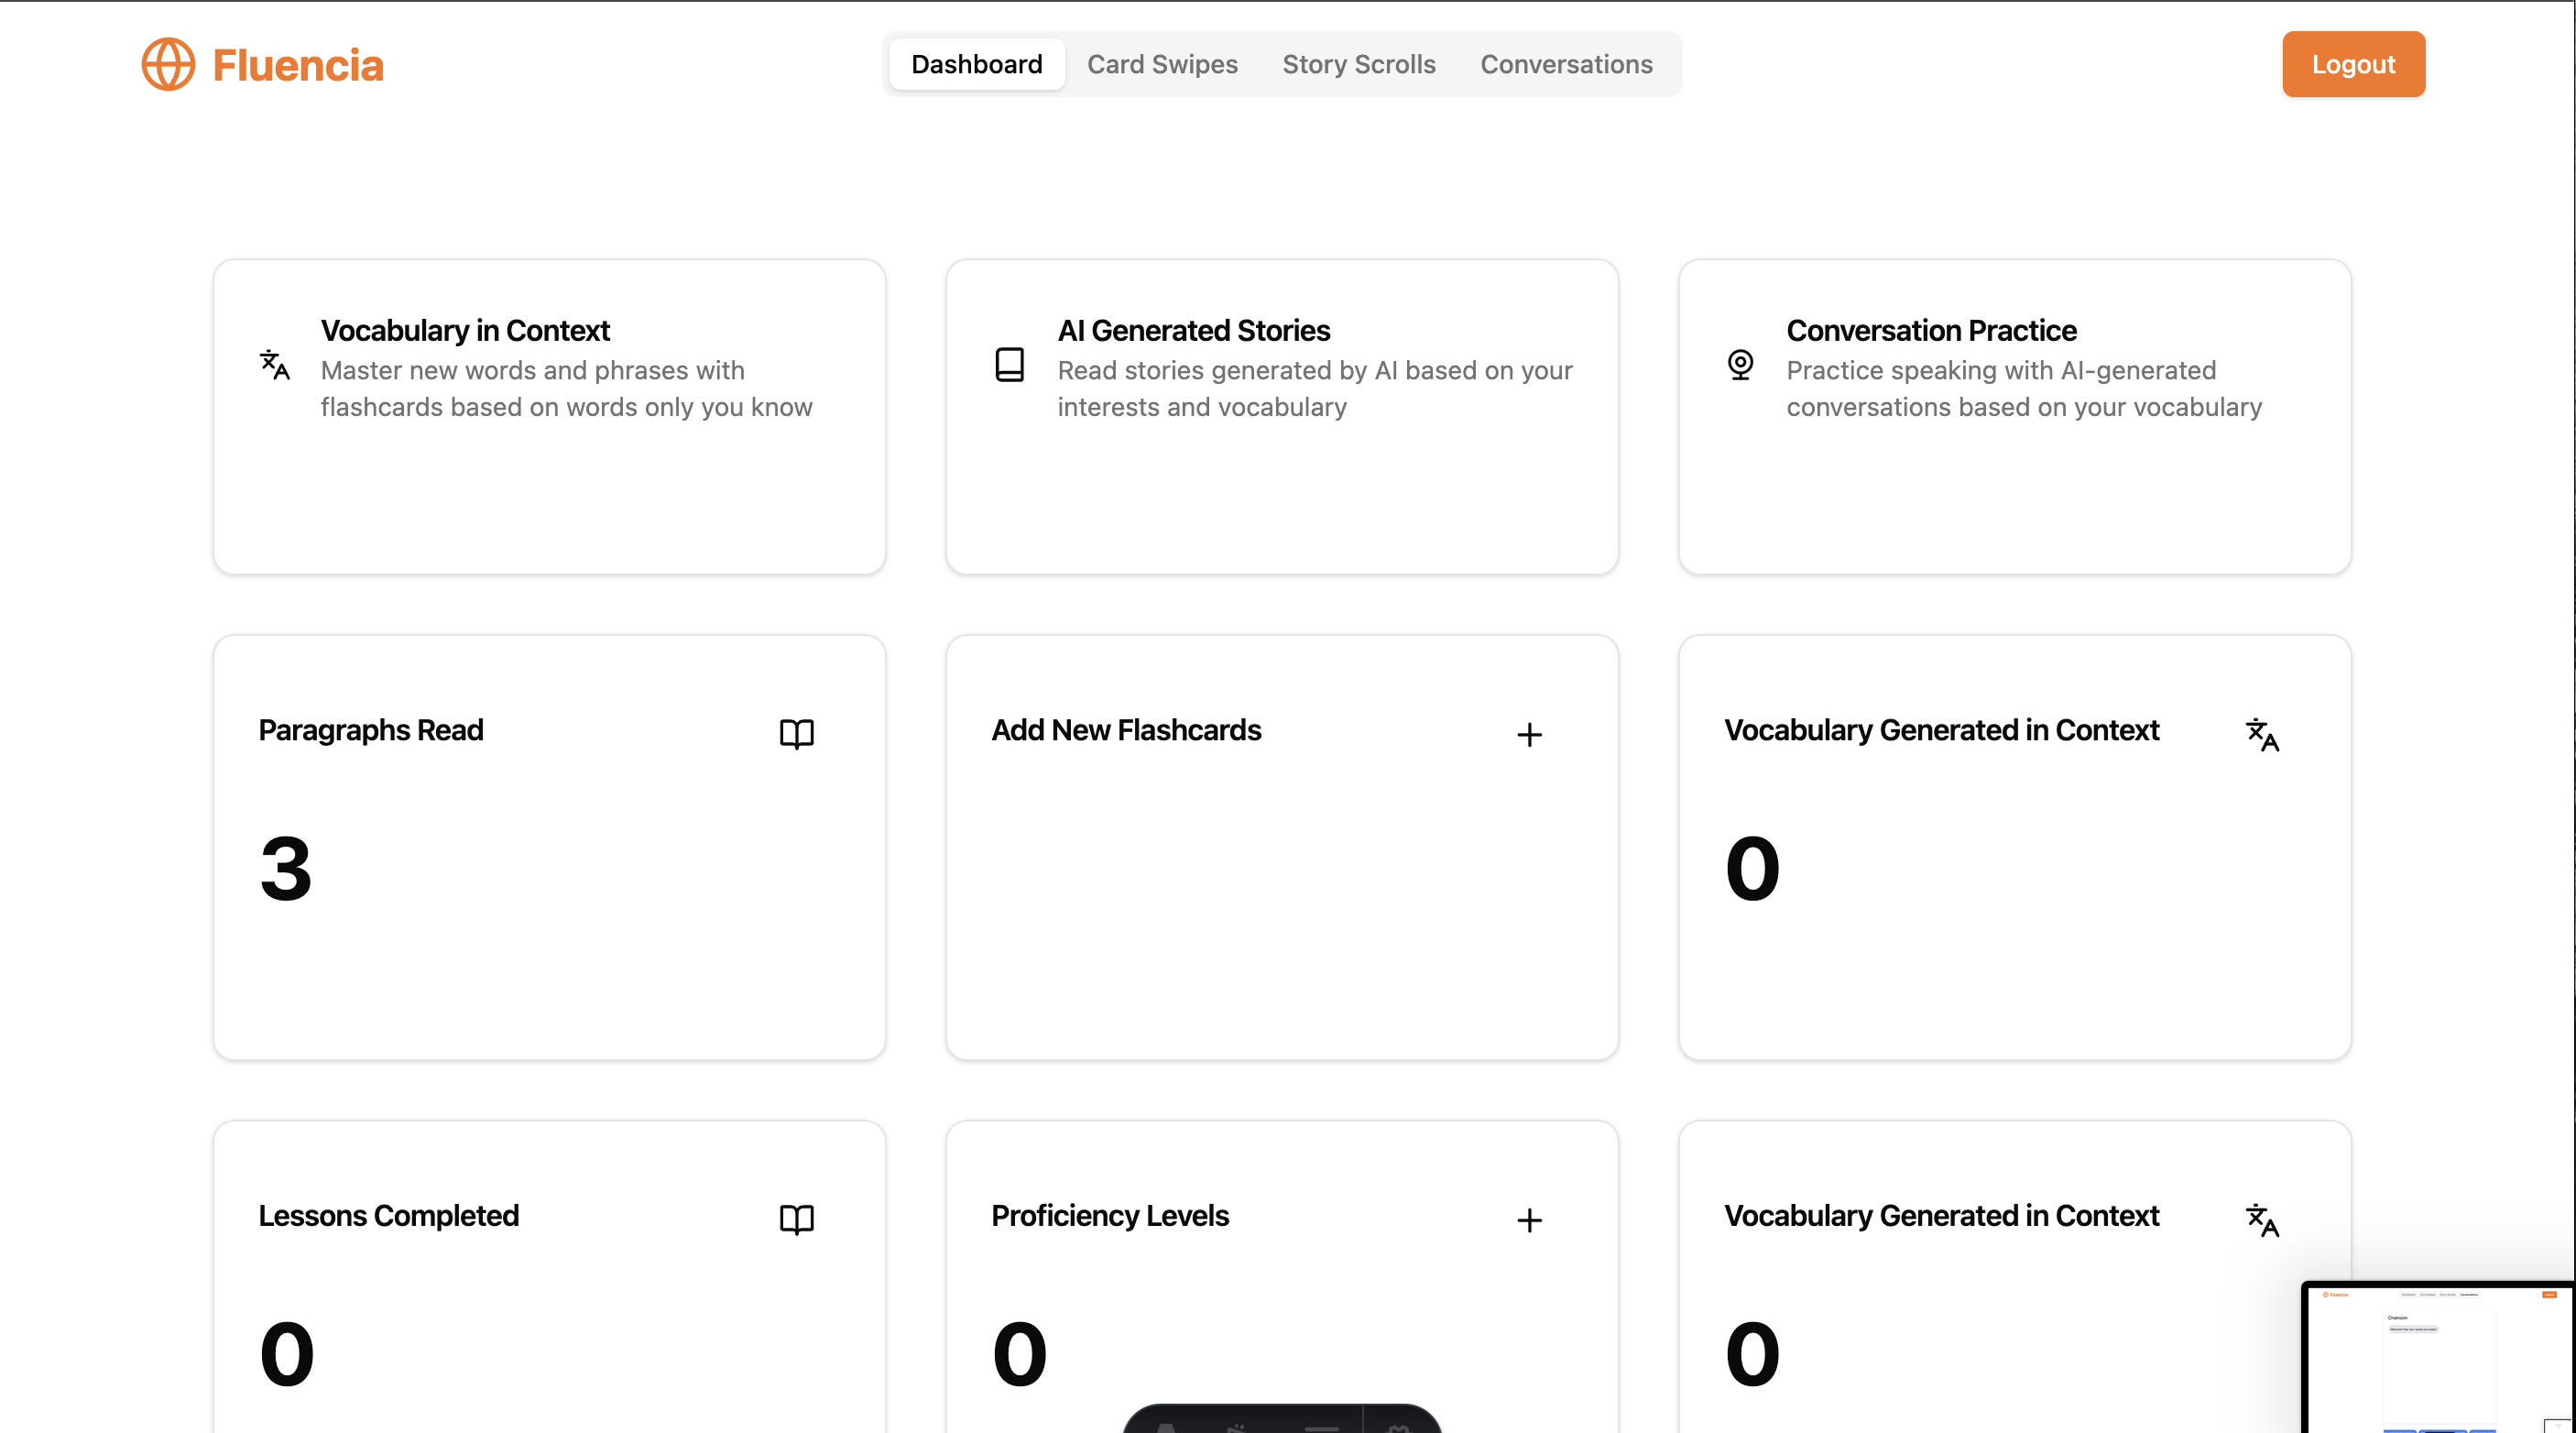 Fluencia
Dashboard
Card Swipes
Story Scrolls
Conversations
Logout
Vocabulary in Context
Master new words and phrases with
flashcards based on words only you know
AI Generated Stories
Read stories generated by AI based on your
interests and vocabulary
Conversation Practice
Practice speaking with AI-generated
conversations based on your vocabulary
Paragraphs Read
3
Add New Flashcards
Vocabulary Generated in Context
0
Lessons Completed
0
Proficiency Levels
0
Vocabulary Generated in Context
0
Fluencia
Chatroom